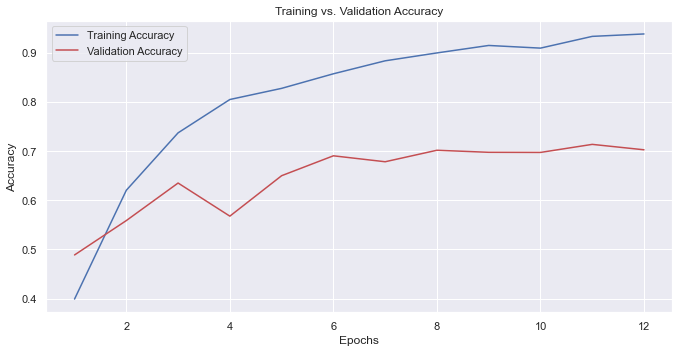 Training vs. Validation Accuracy
Training Accuracy
Validation Accuracy
Accuracy
0.9
0.8
0.7
0.6
0.5
0.4
2 4 6 8 10 12
Epochs